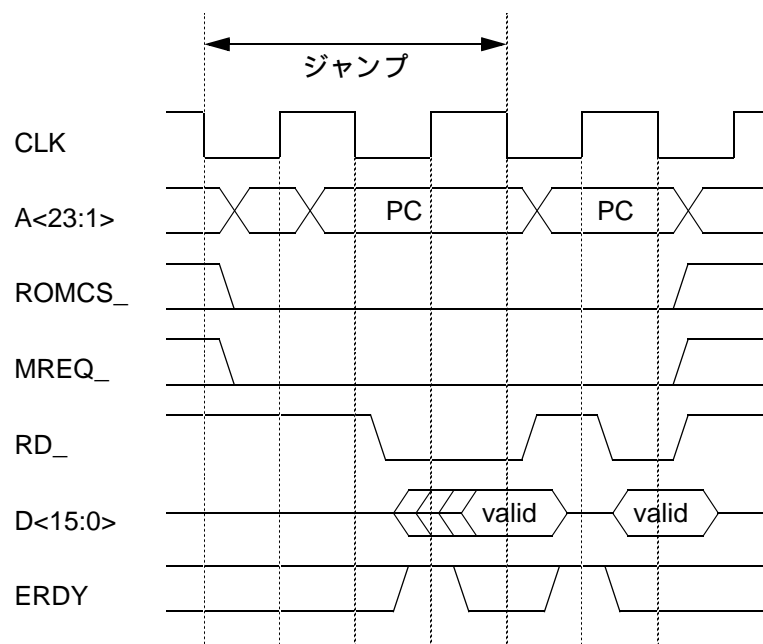 ジャンプ
CLK
A<23:1>
PC
PC
ROMCS_
MREQ_
RD_
D<15:0>
valid
valid
ERDY